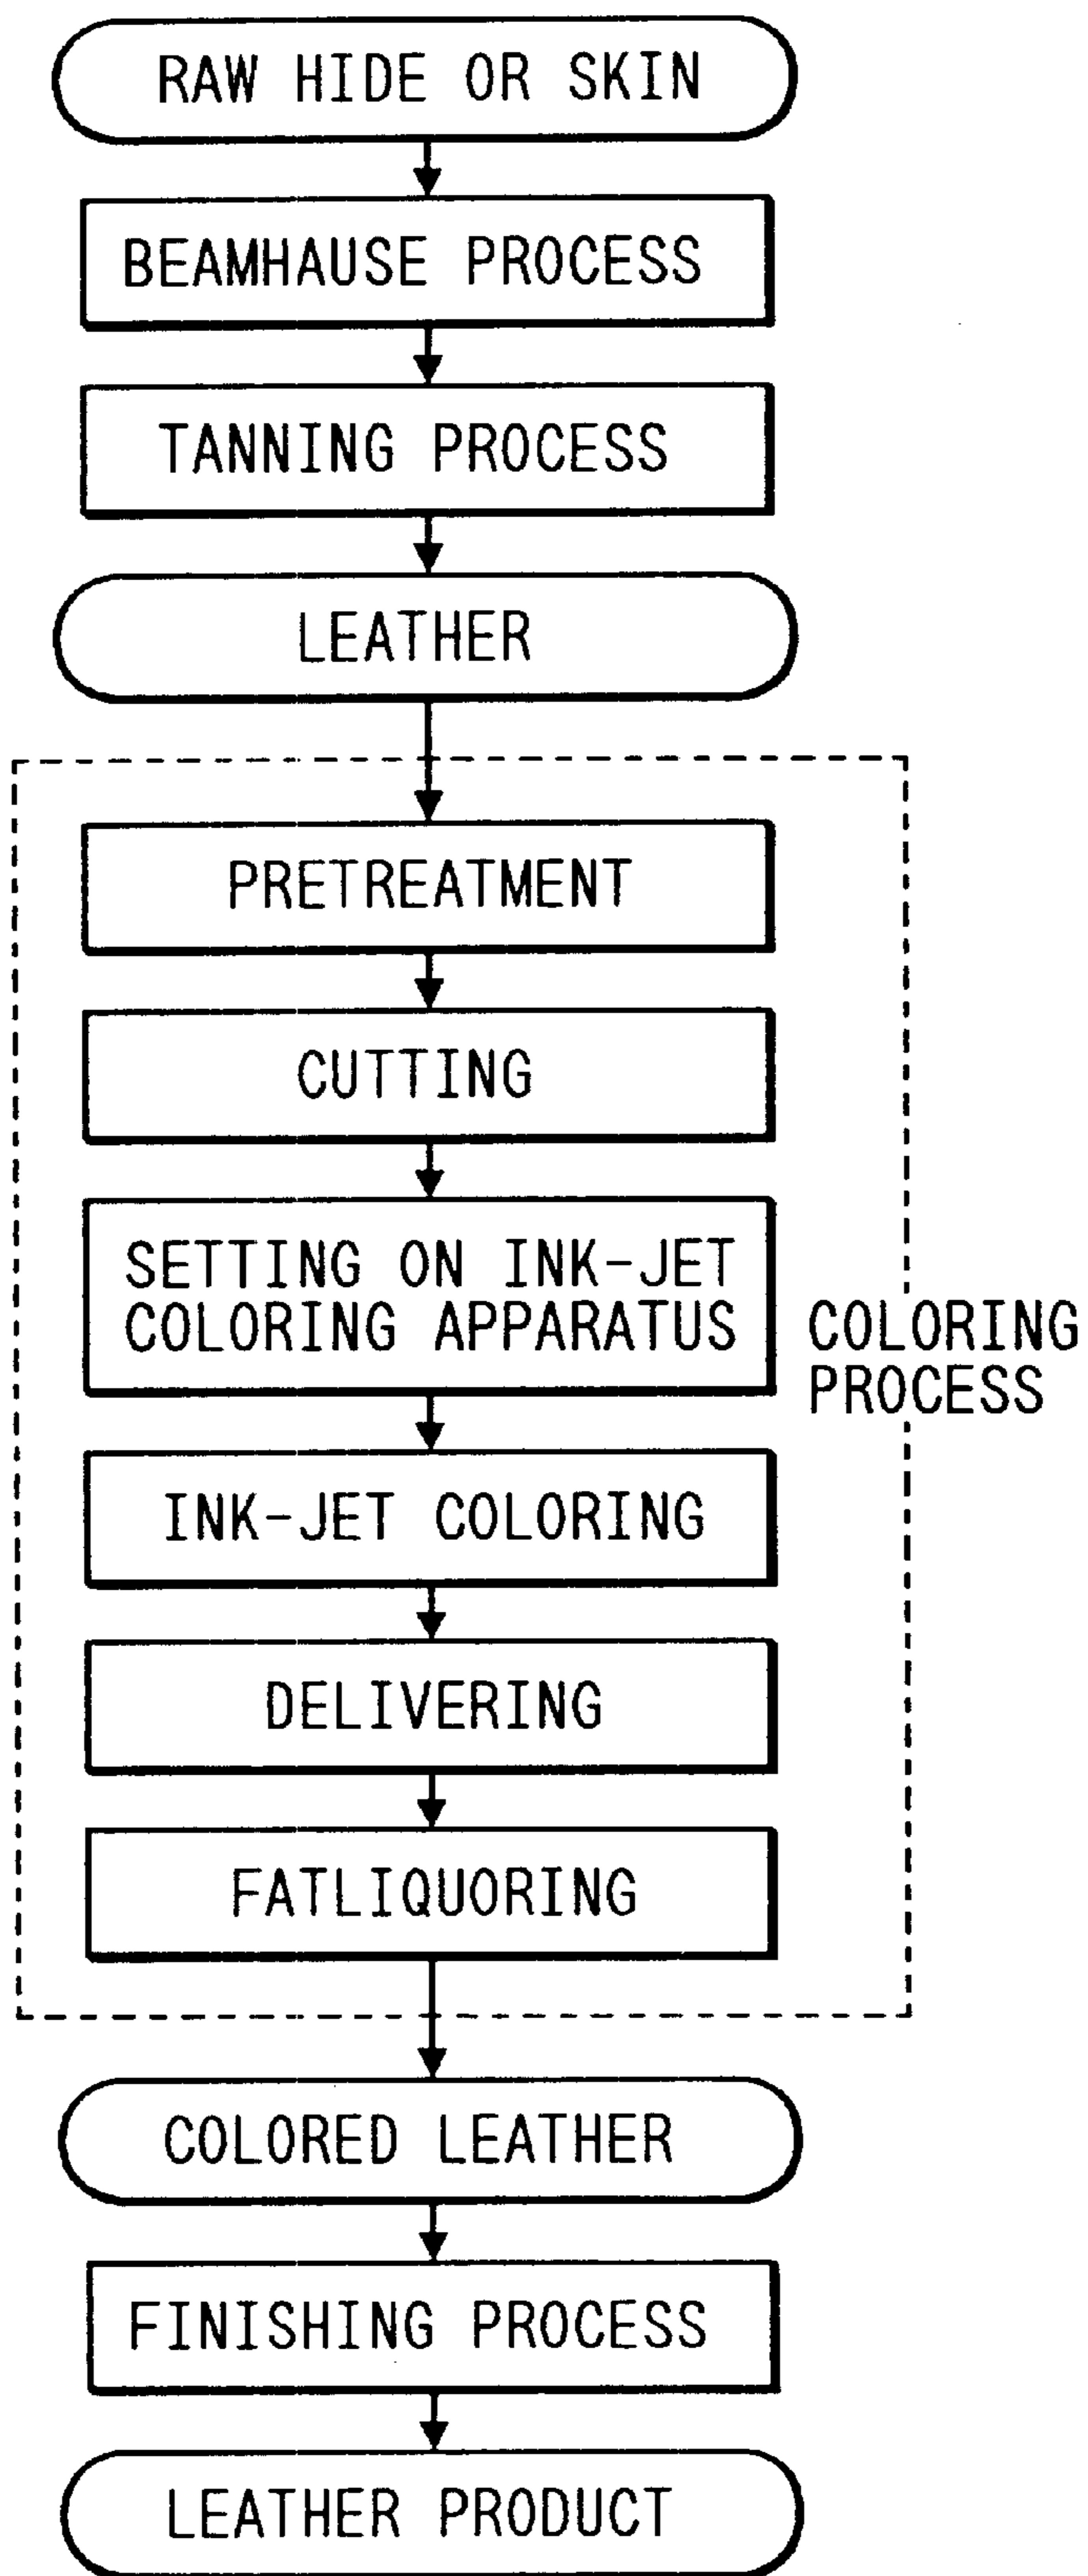 RAW HIDE OR SKIN
BEAMHAUSE PROCESS
TANNING PROCESS
LEATHER
PRETREATMENT
CUTTING
SETTING ON INK-JET
COLORING APPARATUS
COLORING
PROCESS
INK-JET COLORING
DELIVERING
FATLIQUORING
COLORED LEATHER
FINISHING PROCESS
LEATHER PRODUCT